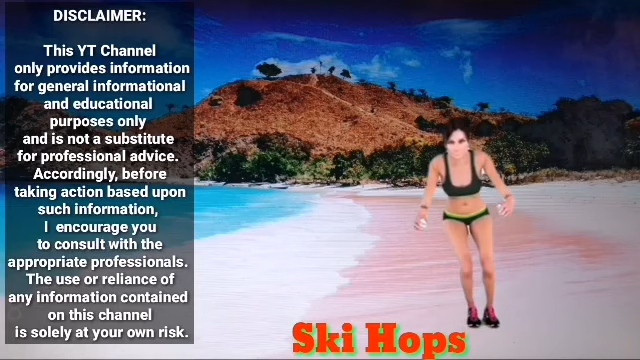 DISCLAIMER:
This YT Channel
only provides information
for general informational
and educational
purposes only
and is not a substitute
for professional advice.
Accordingly, before
taking action based upon
such information,
I encourage you
to consult with the
appropriate professionals.
The use or reliance of
any information contained
on this channel
is solely at your own risk.
Ski Hops